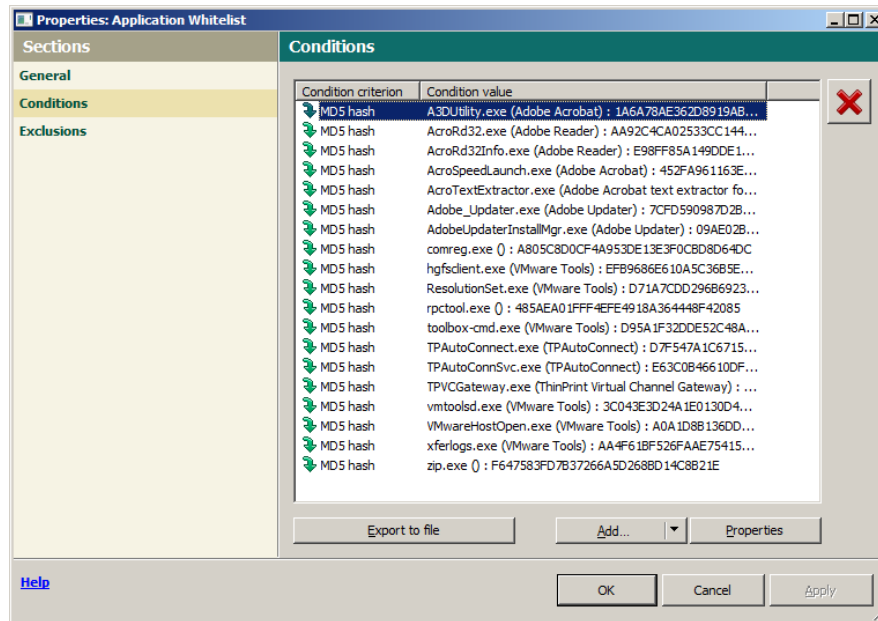 Properties: Application Whitelist
Sections
Conditions
General
Conditions
Exclusions
Condition criterion Condition value
MD5 hash A3DUtility.exe (Adobe Acrobat) : 1A6A78AE362D8919AB...
MD5 hash AcroRd32.exe (Adobe Reader) : AA92C4CA02533CC144...
MD5 hash AcroRd32Info.exe (Adobe Reader) : E98FF85A149DDE1...
MD5 hash AcroSpeedLaunch.exe (Adobe Acrobat) : 452FA961163E...
MD5 hash AcroTextExtractor.exe (Adobe Acrobat text extractor fo...
MD5 hash Adobe_Updater.exe (Adobe Updater) : 7CFD590987D2B...
MD5 hash AdobeUpdaterInstallMgr.exe (Adobe Updater) : 09AE02B...
MD5 hash comreg.exe () : A805C8D0CF4A953DE13E3F0CBD8D64DC
MD5 hash hgfsclient.exe (VMware Tools) : EFB9686E610A5C36B5E...
MD5 hash ResolutionSet.exe (VMware Tools) : D71A7CDD296B6923...
MD5 hash rpctool.exe () : 485AEA01FFF4EFE4918A364448F42085
MD5 hash toolbox-cmd.exe (VMware Tools) : D95A1F32DDE52C48A...
MD5 hash TPAutoConnect.exe (TPAutoConnect) : D7F547A1C6715...
MD5 hash TPAutoConnSvc.exe (TPAutoConnect) : E63C0B46610DF...
MD5 hash TPVCGateway.exe (ThinPrint Virtual Channel Gateway) : ...
MD5 hash vmtoolsd.exe (VMware Tools) : 3C043E3D24A1E0130D4...
MD5 hash VMwareHostOpen.exe (VMware Tools) : A0A1D8B136DD...
MD5 hash xferlogs.exe (VMware Tools) : AA4F61BF526FAAE75415...
MD5 hash zip.exe () : F647583FD7B37266A5D268BD14C8B21E
Export to file Add... Properties
Help
OK Cancel Apply